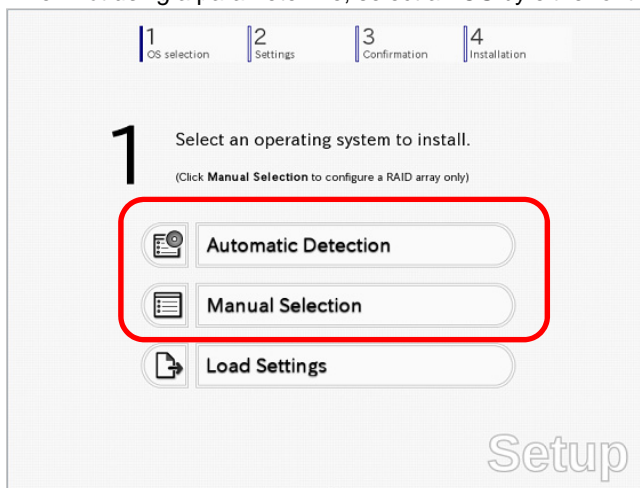 1 2 3 4
OS selection Settings Confirmation Installation
1
Select an operating system to install.
(Click Manual Selection to configure a RAID array only)
Automatic Detection
Manual Selection
Load Settings
Setup